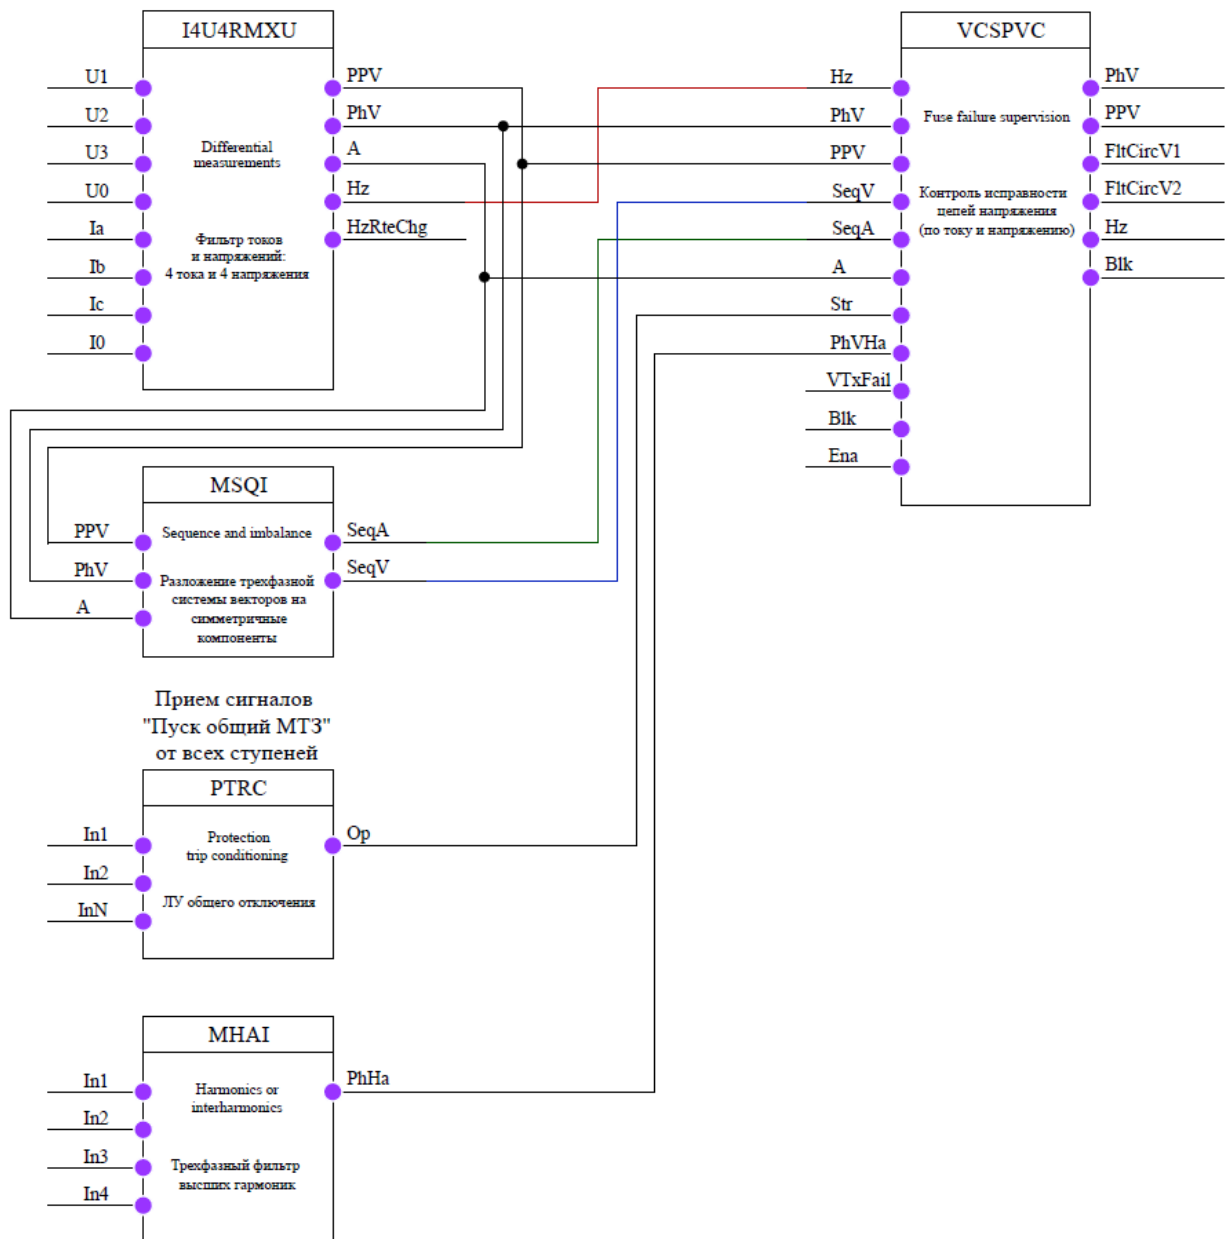 I4U4RMXU
U1
U2
U3
U0
Ia
Ib
Ic
I0
Differential
measurements
Фильтр токов
и напряжений:
4 тока и 4 напряжения
PPV
PhV
A
Hz
HzRteChg
VCSPVC
Hz
PhV
PPV
SeqV
SeqA
A
Str
PhVHa
VTxFail
Blk
Ena
Fuse failure supervision
Контроль исправности
цепей напряжения
(по току и напряжению)
PhV
PPV
FltCircV1
FltCircV2
Hz
Blk
MSQI
PPV
PhV
A
Sequence and imbalance
Разложение трехфазной
системы векторов на
симметричные
компоненты
SeqA
SeqV
Прием сигналов
"Пуск общий МТЗ"
от всех ступеней
PTRC
In1
In2
InN
Protection
trip conditioning
ЛУ общего отключения
Op
MHAI
In1
In2
In3
In4
Harmonics or
interharmonics
Трехфазный фильтр
высших гармоник
PhHa